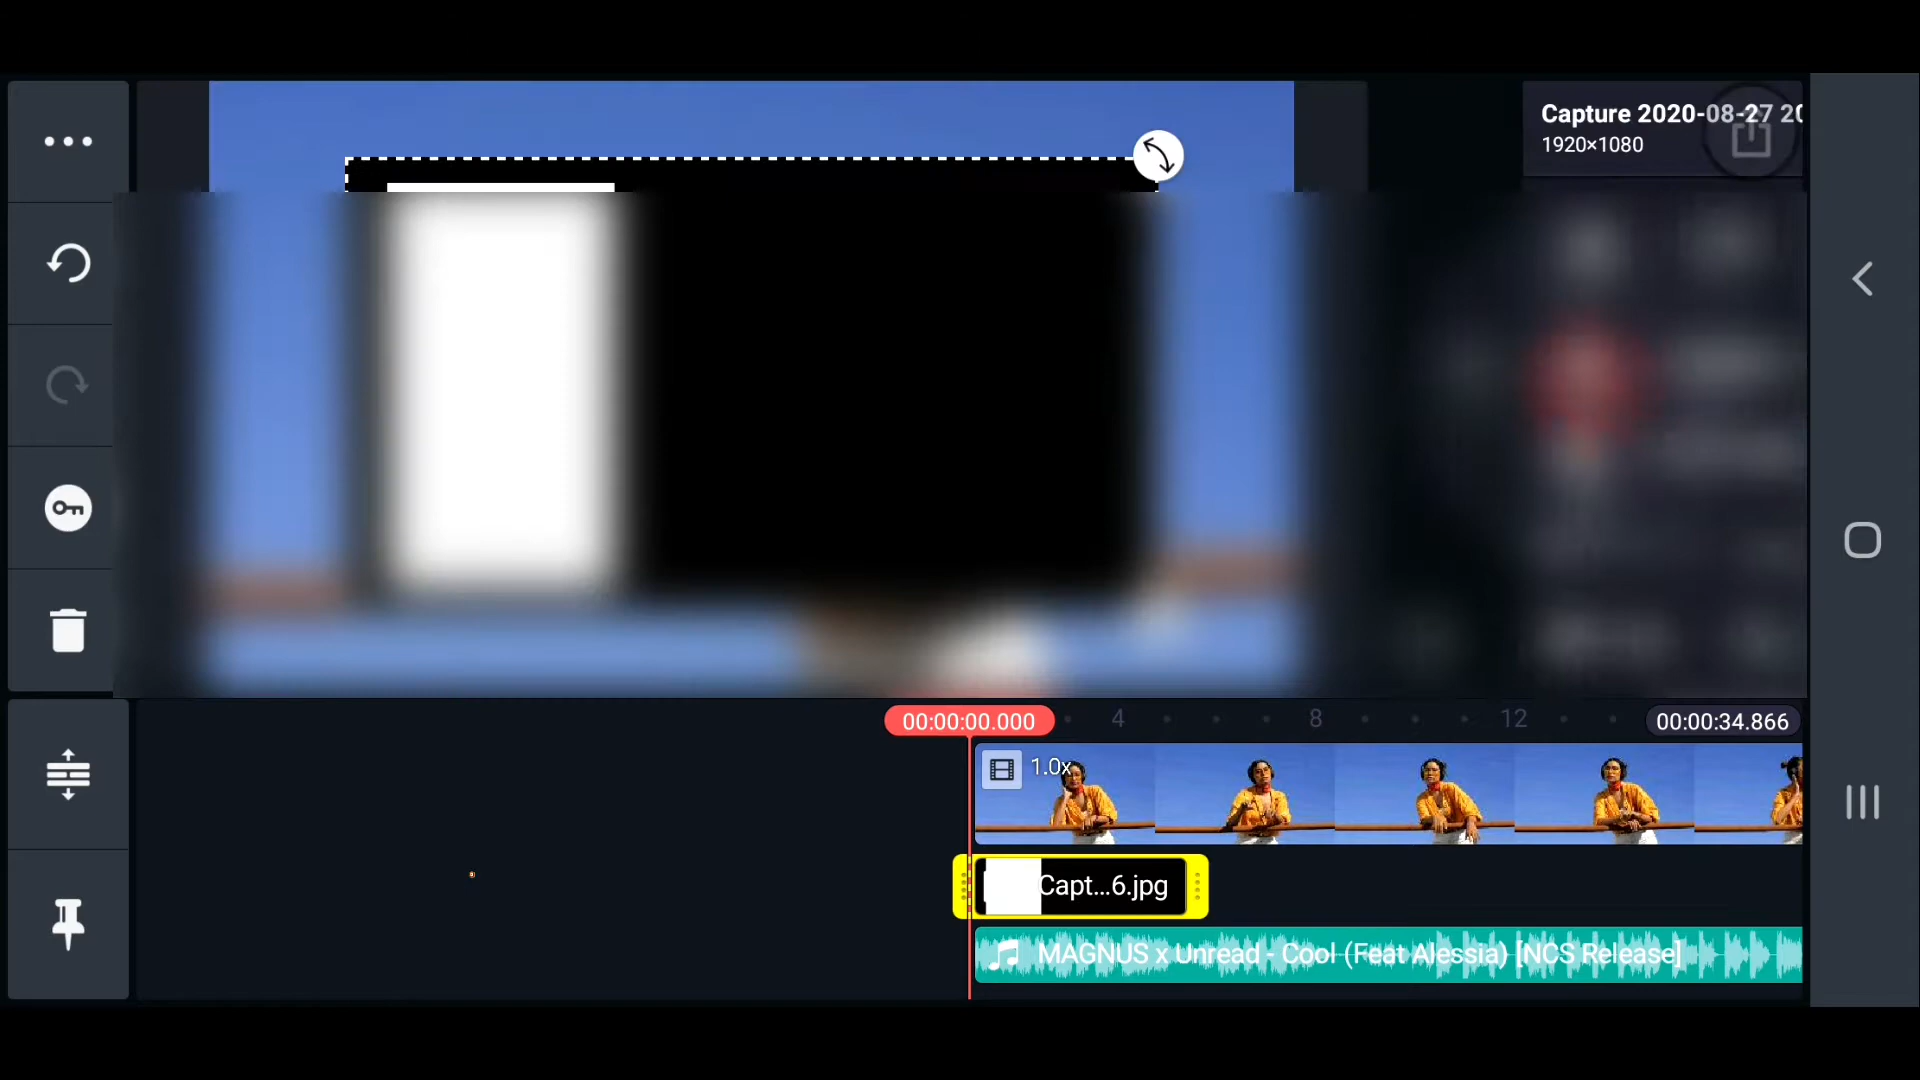 Capture 2020-08-27 20
1920×1080
00:00:00.000
4
8
12
00:00:34.866
1.0x
Capt...6.jpg
MAGNUS x Unread - Cool (Feat Alessia) [NCS Release]